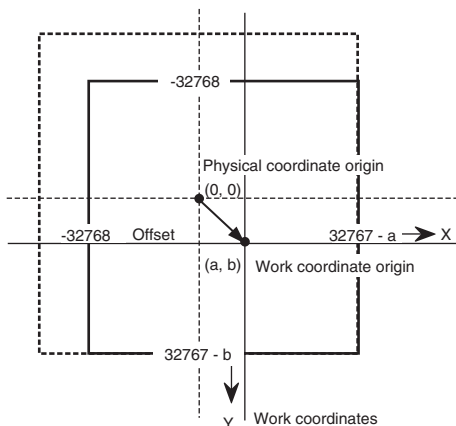 -32768
Physical coordinate origin
(0, 0)
-32768 Offset 32767 - a X
(a, b) Work coordinate origin
32767 - b
Y Work coordinates